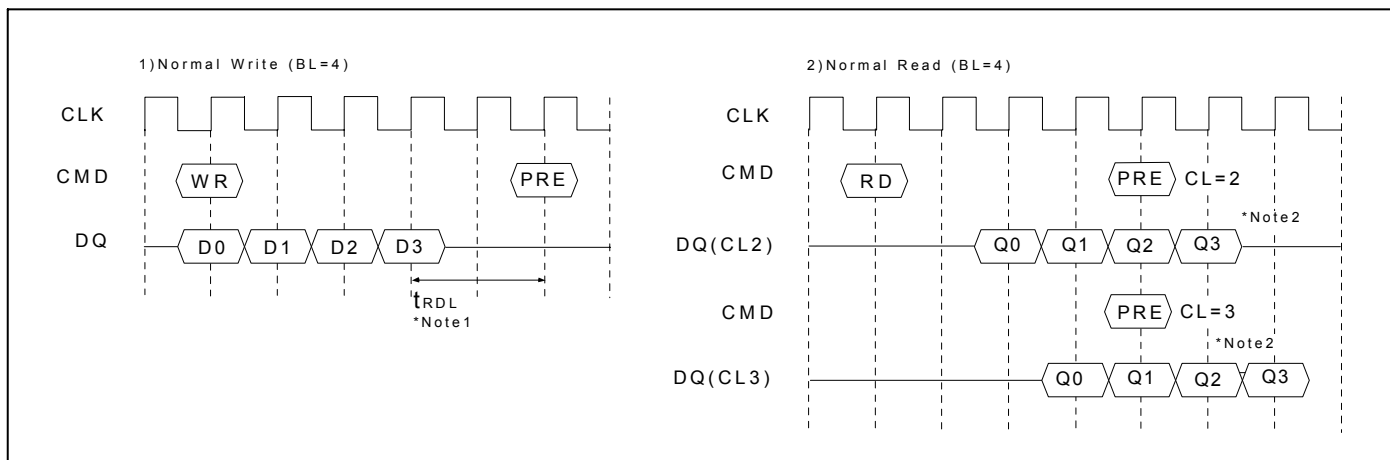 1)Normal Write (BL=4)
CLK
CMD WR PRE
DQ D0 D1 D2 D3
tRDL
*Note1
2)Normal Read (BL=4)
CLK
CMD RD PRE CL=2
*Note2
DQ(CL2) Q0 Q1 Q2 Q3
CMD PRE CL=3
*Note2
DQ(CL3) Q0 Q1 Q2 Q3